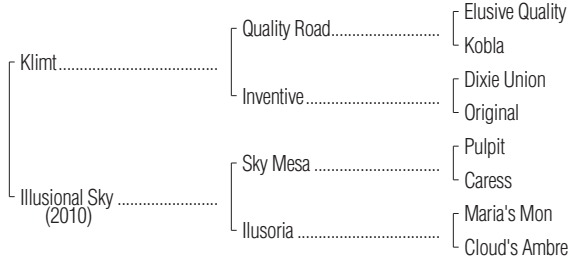 Elusive Quality
Quality Road..............................
Kobla
Klimt....................................
Dixie Union
Inventive..............................
Original
Pulpit
Sky Mesa ............................
Caress
Illusional Sky ......................
(2010)
Maria's Mon
Ilusoria ................................
Cloud's Ambre